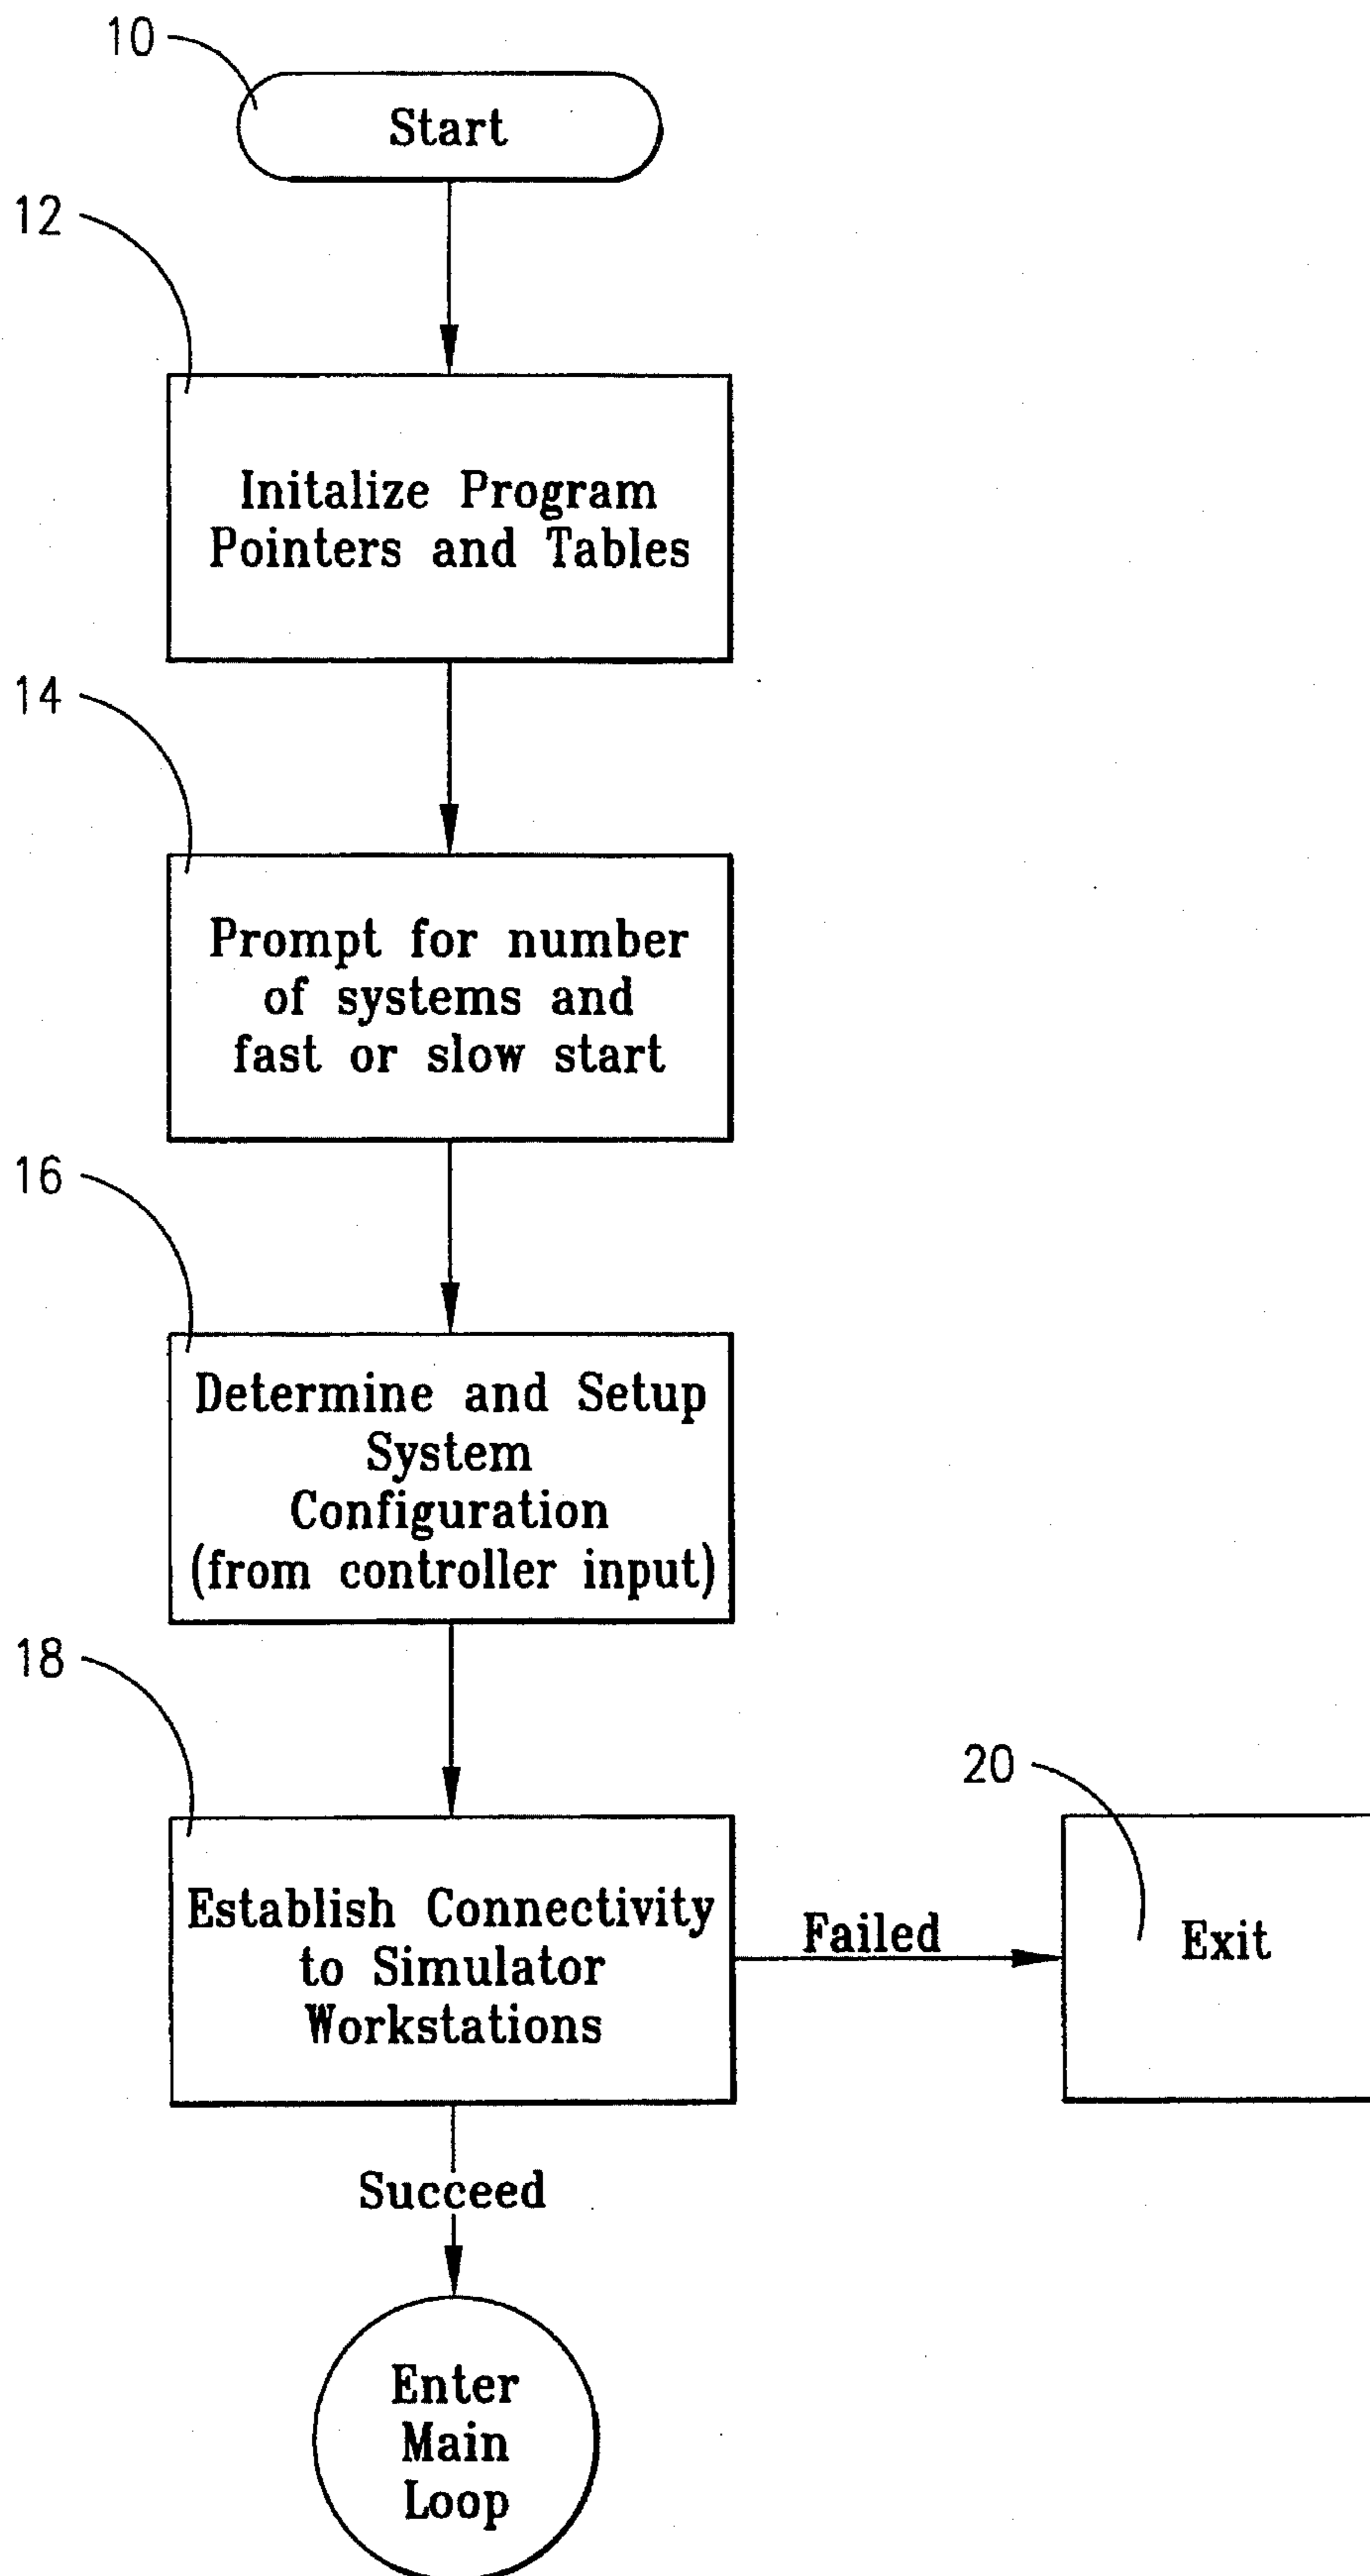 10
Start
12
Initalize Program
Pointers and Tables
14
Prompt for number
of systems and
fast or slow start
16
Determine and Setup
System
Configuration
(from controller input)
18
Establish Connectivity
to Simulator
Workstations
Failed
20
Exit
Succeed
Enter
Main
Loop